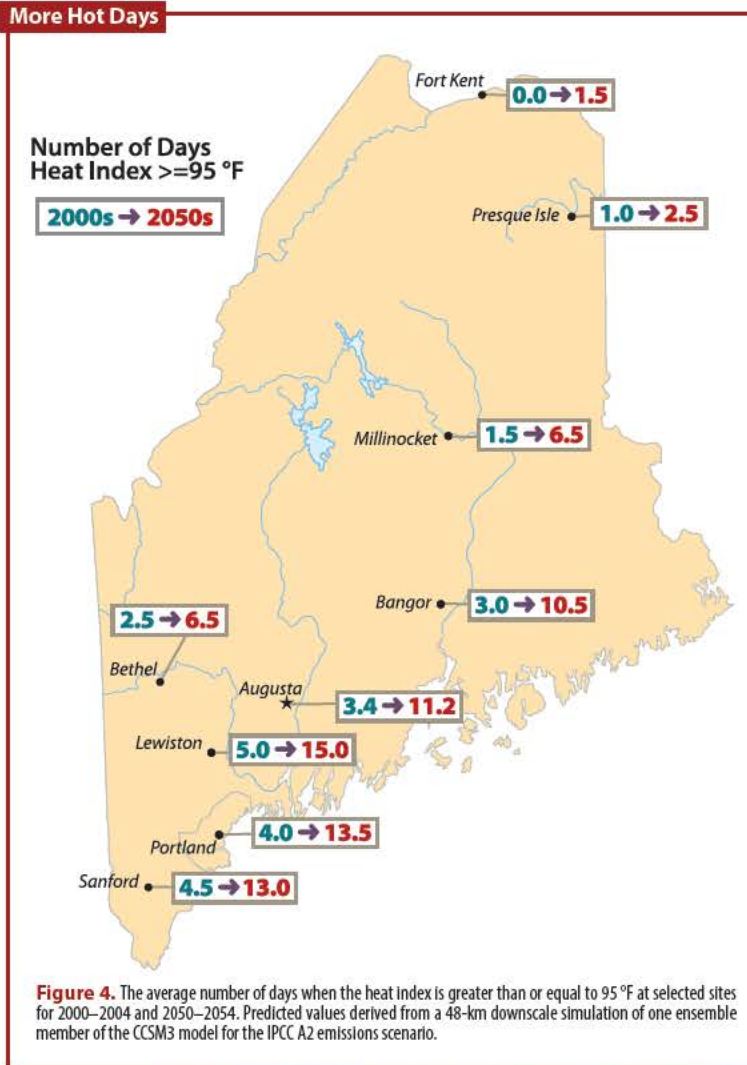 More Hot Days
Fort Kent
0.0 → 1.5
Number of Days
Heat Index >=95 °F
2000s → 2050s
Presque Isle
1.0 → 2.5
Millinocket
1.5 → 6.5
Bangor
3.0 → 10.5
2.5 → 6.5
Bethel
Augusta
3.4 → 11.2
Lewiston
5.0 → 15.0
4.0 → 13.5
Portland
Sanford
4.5 → 13.0
Figure 4. The average number of days when the heat index is greater than or equal to 95 °F at selected sites
for 2000–2004 and 2050–2054. Predicted values derived from a 48-km downscale simulation of one ensemble
member of the CCSM3 model for the IPCC A2 emissions scenario.